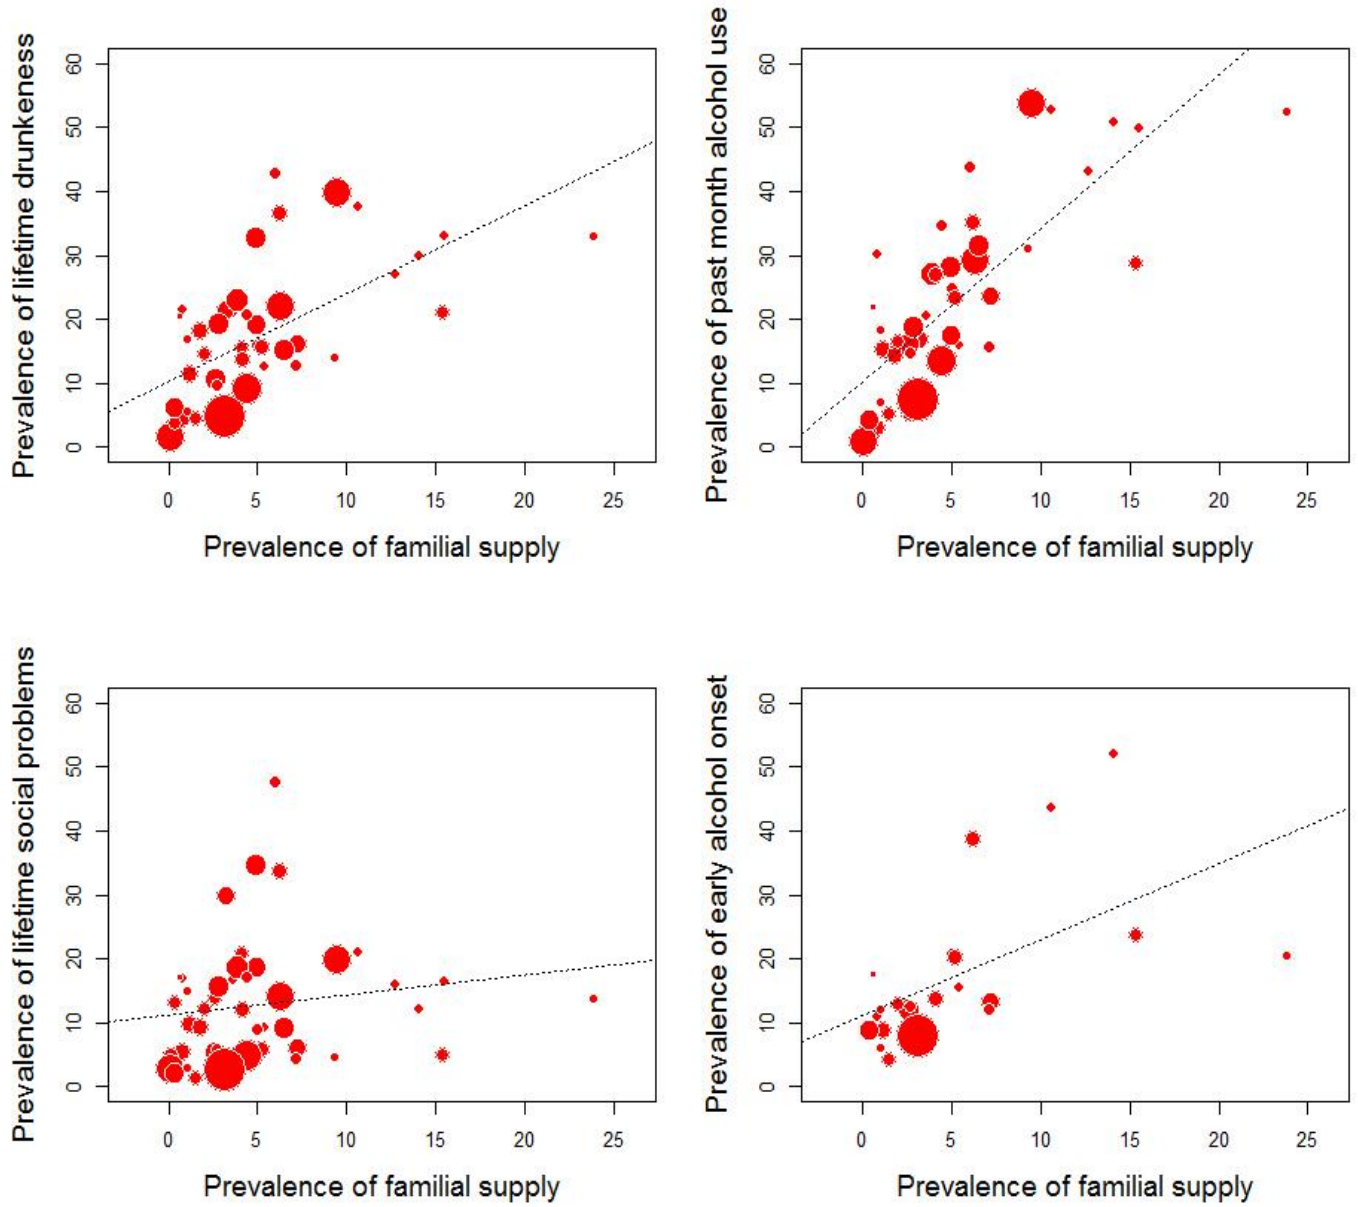 Prevalence of lifetime drunkeness
60
50
40
30
20
10
0
0 5 10 15 20 25
Prevalence of familial supply
Prevalence of past month alcohol use
60
50
40
30
20
10
0
0 5 10 15 20 25
Prevalence of familial supply
Prevalence of lifetime social problems
60
50
40
30
20
10
0
0 5 10 15 20 25
Prevalence of familial supply
Prevalence of early alcohol onset
60
50
40
30
20
10
0
0 5 10 15 20 25
Prevalence of familial supply